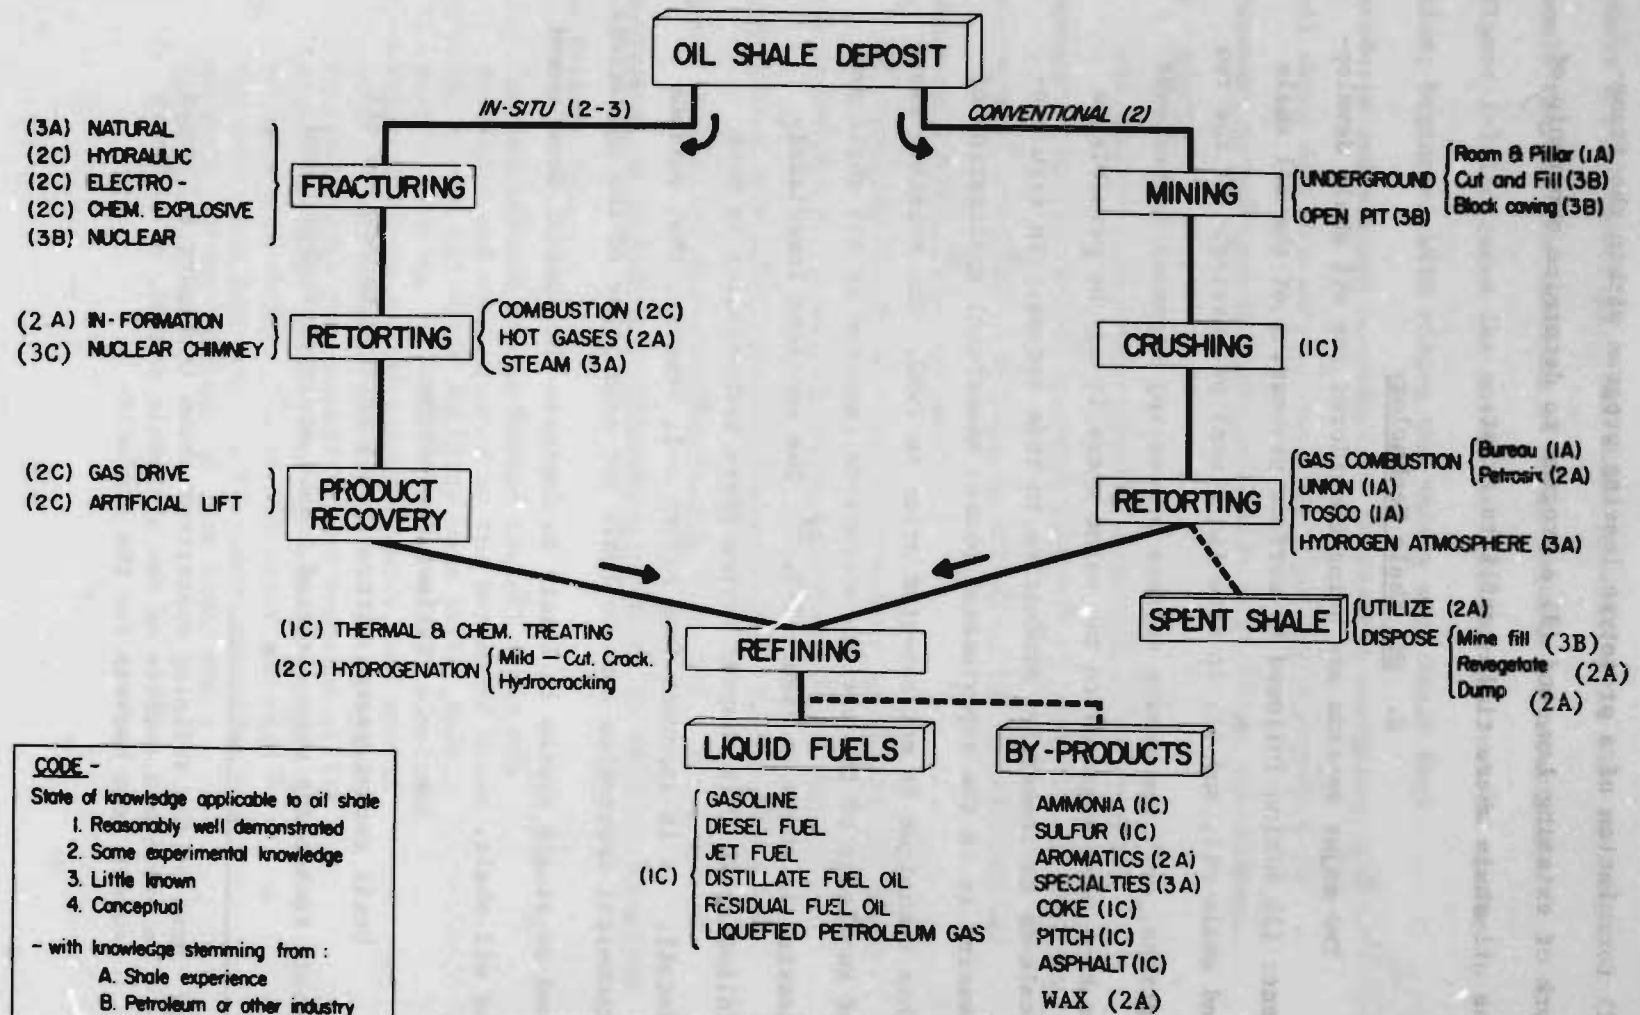 OIL SHALE DEPOSIT
IN-SITU (2-3)
CONVENTIONAL (2)
(3A) NATURAL
(2C) HYDRAULIC
(2C) ELECTRO -
(2C) CHEM. EXPLOSIVE
(3B) NUCLEAR
FRACTURING
MINING
UNDERGROUND
OPEN PIT (3B)
Room & Pillar (1A)
Cut and Fill (3B)
Block caving (3B)
(2A) IN-FORMATION
(3C) NUCLEAR CHIMNEY
RETORTING
COMBUSTION (2C)
HOT GASES (2A)
STEAM (3A)
CRUSHING
(1C)
(2C) GAS DRIVE
(2C) ARTIFICIAL LIFT
PRODUCT
RECOVERY
RETORTING
GAS COMBUSTION
Bureau (1A)
Petrosix (2A)
UNION (1A)
TOSCO (1A)
HYDROGEN ATMOSPHERE (3A)
SPENT SHALE
UTILIZE (2A)
DISPOSE
Mine fill (3B)
Revegetate (2A)
Dump (2A)
(1C) THERMAL & CHEM. TREATING
(2C) HYDROGENATION
Mild - Cut. Crack.
Hydrocracking
REFINING
LIQUID FUELS
(1C)
GASOLINE
DIESEL FUEL
JET FUEL
DISTILLATE FUEL OIL
RESIDUAL FUEL OIL
LIQUEFIED PETROLEUM GAS
BY-PRODUCTS
AMMONIA (1C)
SULFUR (1C)
AROMATICS (2A)
SPECIALTIES (3A)
COKE (1C)
PITCH (1C)
ASPHALT (1C)
WAX (2A)
CODE -
State of knowledge applicable to oil shale
1. Reasonably well demonstrated
2. Some experimental knowledge
3. Little known
4. Conceptual
- with knowledge stemming from :
A. Shale experience
B. Petroleum or other industry